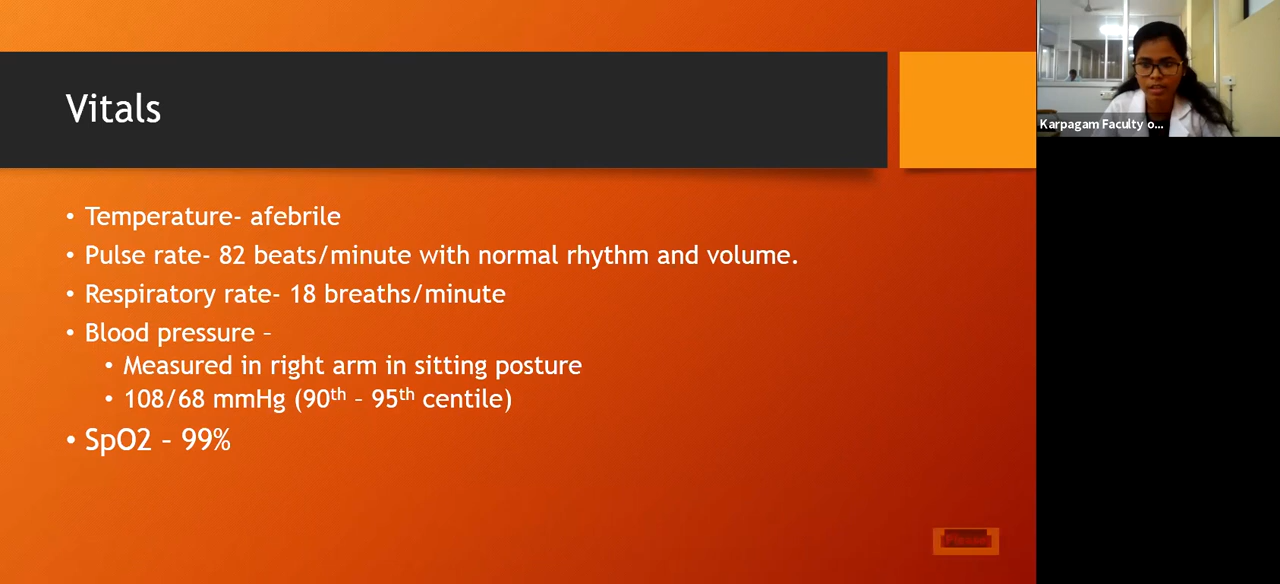 Vitals
• Temperature- afebrile
• Pulse rate- 82 beats/minute with normal rhythm and volume.
• Respiratory rate- 18 breaths/minute
• Blood pressure –
• Measured in right arm in sitting posture
• 108/68 mmHg (90th – 95th centile)
• SpO2 – 99%
Karpagam Faculty o...